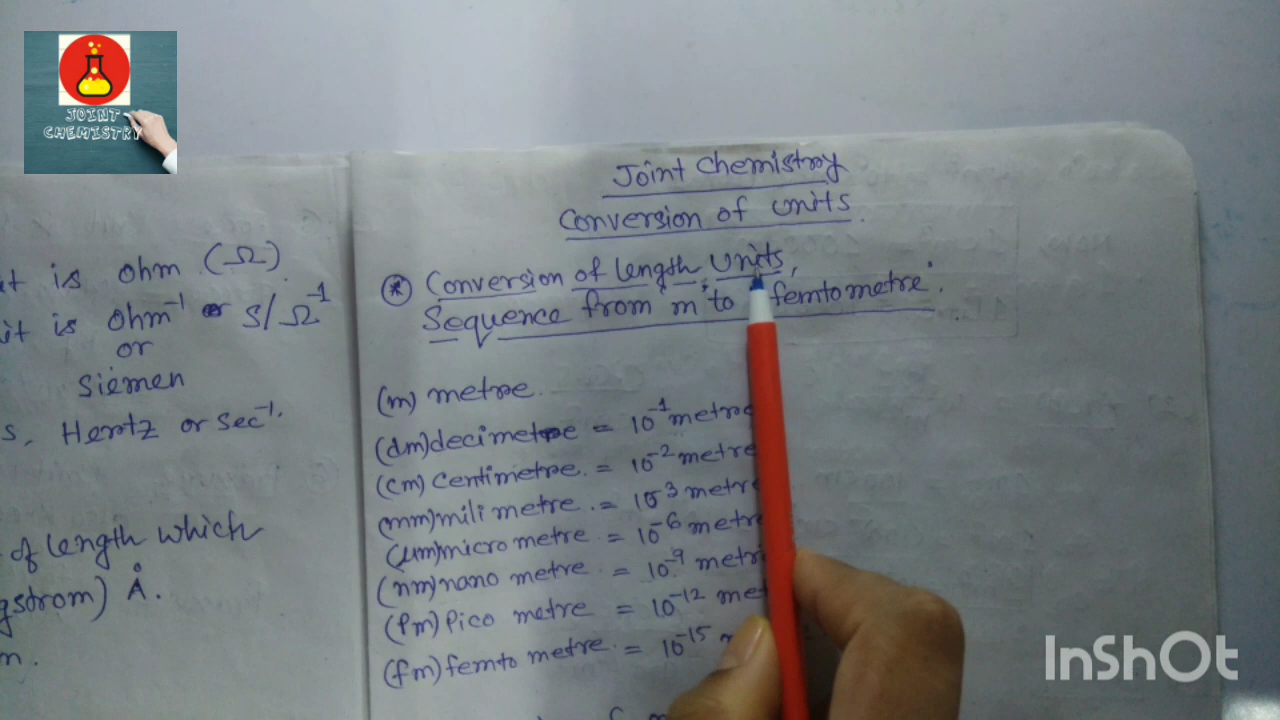 JOINT
CHEMISTRY
it is ohm (Ω).
it is ohm⁻¹ or S/Ω⁻¹
or
Siemen
s, Hertz or sec⁻¹.
of length which
gstrom) Å.
m.
Joint Chemistry
Conversion of units.
* Conversion of length units,
Sequence from 'm' to femtometre'.
(m) metre.
(dm) decimetre = 10⁻¹ metre
(cm) Centimetre. = 10⁻² metre
(mm) mili metre. = 10⁻³ metre
(µm) micro metre = 10⁻⁶ metre
(nm) nano metre = 10⁻⁹ metre
(Pm) Pico metre = 10⁻¹² met
(fm) femto metre. = 10⁻¹⁵ m
InShOt